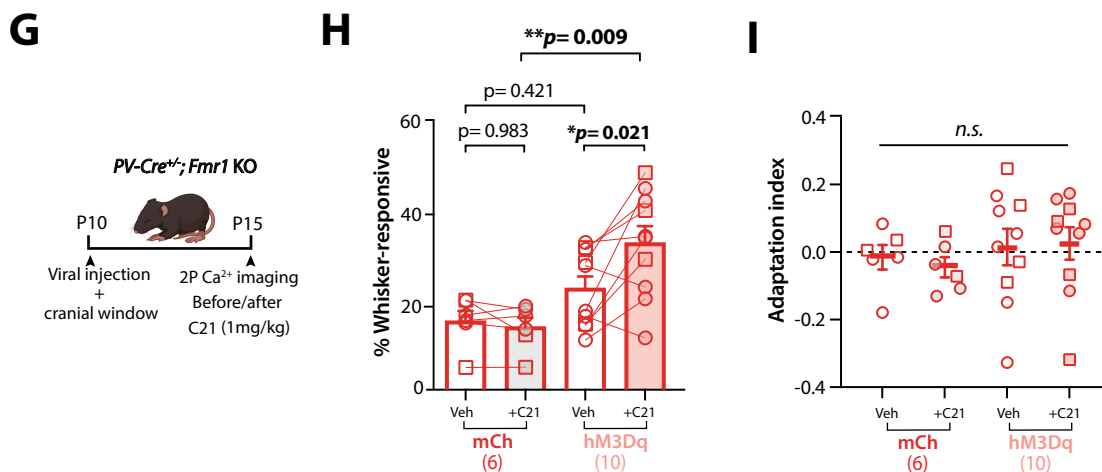 G
PV-Cre+/-; Fmr1 KO
P10
P15
Viral injection
+
cranial window
2P Ca2+ imaging
Before/after
C21 (1mg/kg)
H
**p= 0.009
p= 0.421
p= 0.983
*p= 0.021
% Whisker-responsive
60
40
20
0
Veh
+C21
Veh
+C21
mCh
hM3Dq
(6)
(10)
I
n.s.
Adaptation index
0.4
0.2
0.0
-0.2
-0.4
Veh
+C21
Veh
+C21
mCh
hM3Dq
(6)
(10)